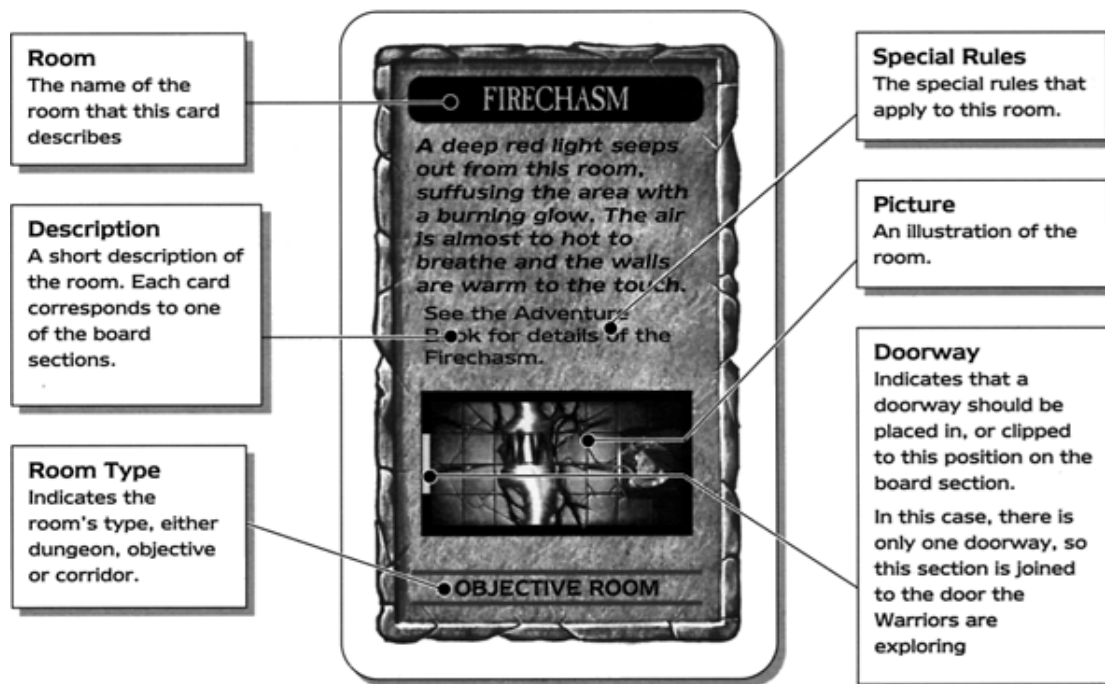 Room
The name of the
room that this card
describes
Description
A short description of
the room. Each card
corresponds to one
of the board
sections.
Room Type
Indicates the
room's type, either
dungeon, objective
or corridor.
FIRECHASM
A deep red light seeps
out from this room,
suffusing the area with
a burning glow. The air
is almost to hot to
breathe and the walls
are warm to the touch.
See the Adventure
Book for details of the
Firechasm.
OBJECTIVE ROOM
Special Rules
The special rules that
apply to this room.
Picture
An illustration of the
room.
Doorway
Indicates that a
doorway should be
placed in, or clipped
to this position on the
board section.
In this case, there is
only one doorway, so
this section is joined
to the door the
Warriors are
exploring